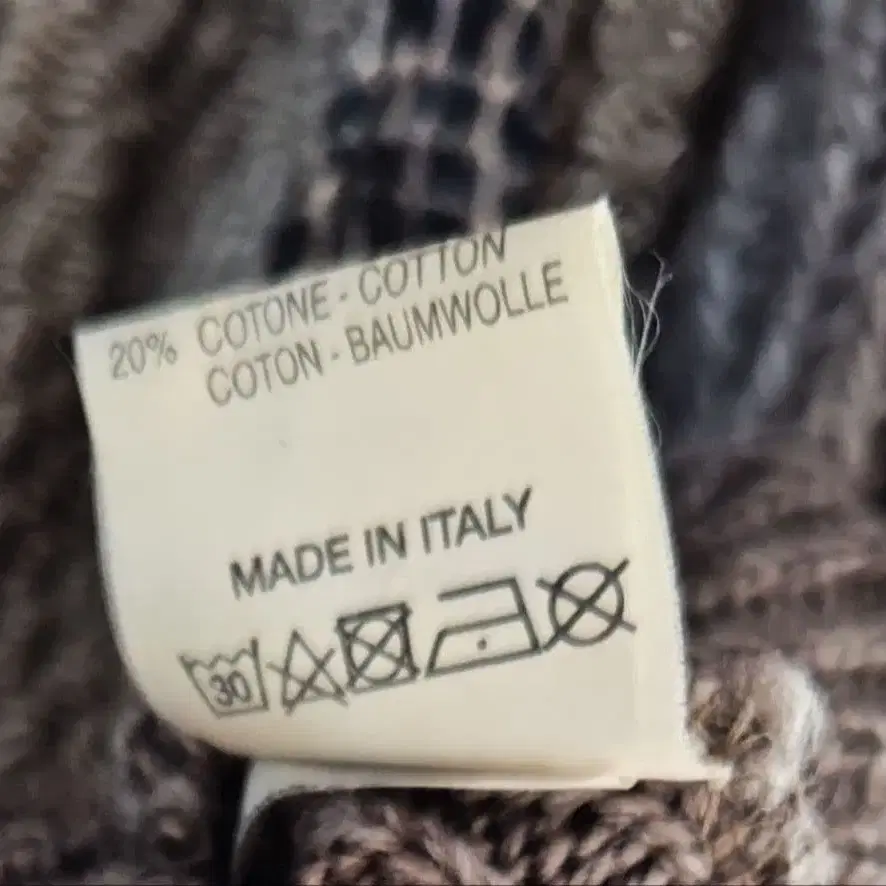 20% COTONE - COTTON
COTON - BAUMWOLLE
MADE IN ITALY
30